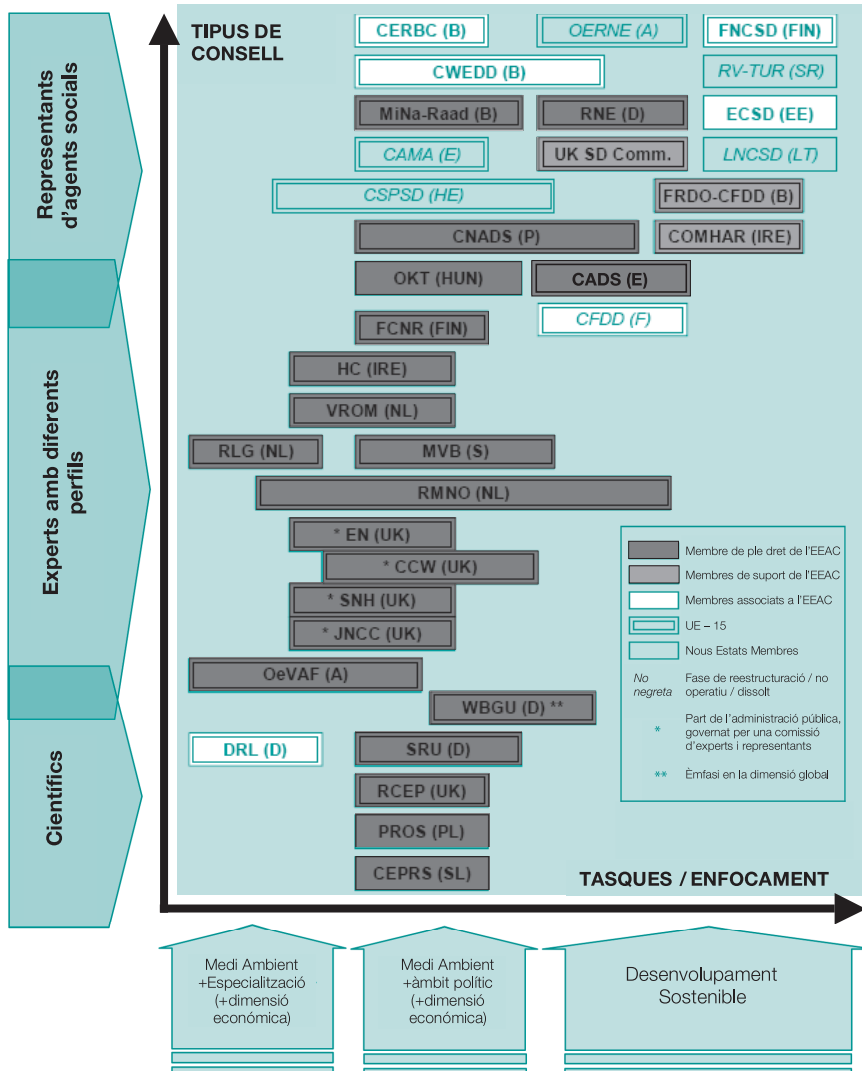 TIPUS DE
CONSELL
CERBC (B)
OERNE (A)
FNCSD (FIN)
CWEDD (B)
RV-TUR (SR)
MiNa-Raad (B)
RNE (D)
ECSD (EE)
CAMA (E)
UK SD Comm.
LNCSD (LT)
CSPSD (HE)
FRDO-CFDD (B)
CNADS (P)
COMHAR (IRE)
OKT (HUN)
CADS (E)
FCNR (FIN)
CFDD (F)
HC (IRE)
VROM (NL)
RLG (NL)
MVB (S)
RMNO (NL)
* EN (UK)
* CCW (UK)
* SNH (UK)
* JNCC (UK)
OeVAF (A)
WBGU (D) **
DRL (D)
SRU (D)
RCEP (UK)
PROS (PL)
CEPRS (SL)
Representants
d'agents socials
Experts amb diferents
perfils
Científics
Membre de ple dret de l'EEAC
Membres de suport de l'EEAC
Membres associats a l'EEAC
UE – 15
Nous Estats Membres
No
negreta
Fase de reestructuració / no
operatiu / dissolt
*
Part de l'administració pública,
governat per una comissió
d'experts i representants
**
Èmfasi en la dimensió global
TASQUES / ENFOCAMENT
Medi Ambient
+Especialització
(+dimensió
económica)
Medi Ambient
+àmbit polític
(+dimensió
económica)
Desenvolupament
Sostenible